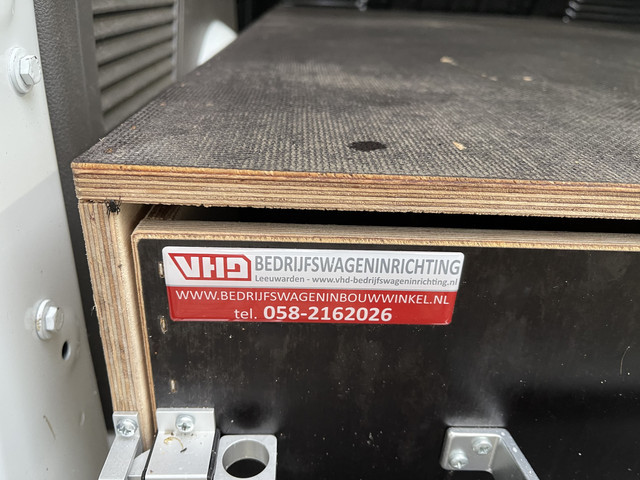 VHD BEDRIJFSWAGENINRICHTING
Leeuwarden - www.vhd-bedrijfswageninrichting.nl
WWW.BEDRIJFSWAGENINBOUWWINKEL.NL
tel. 058-2162026